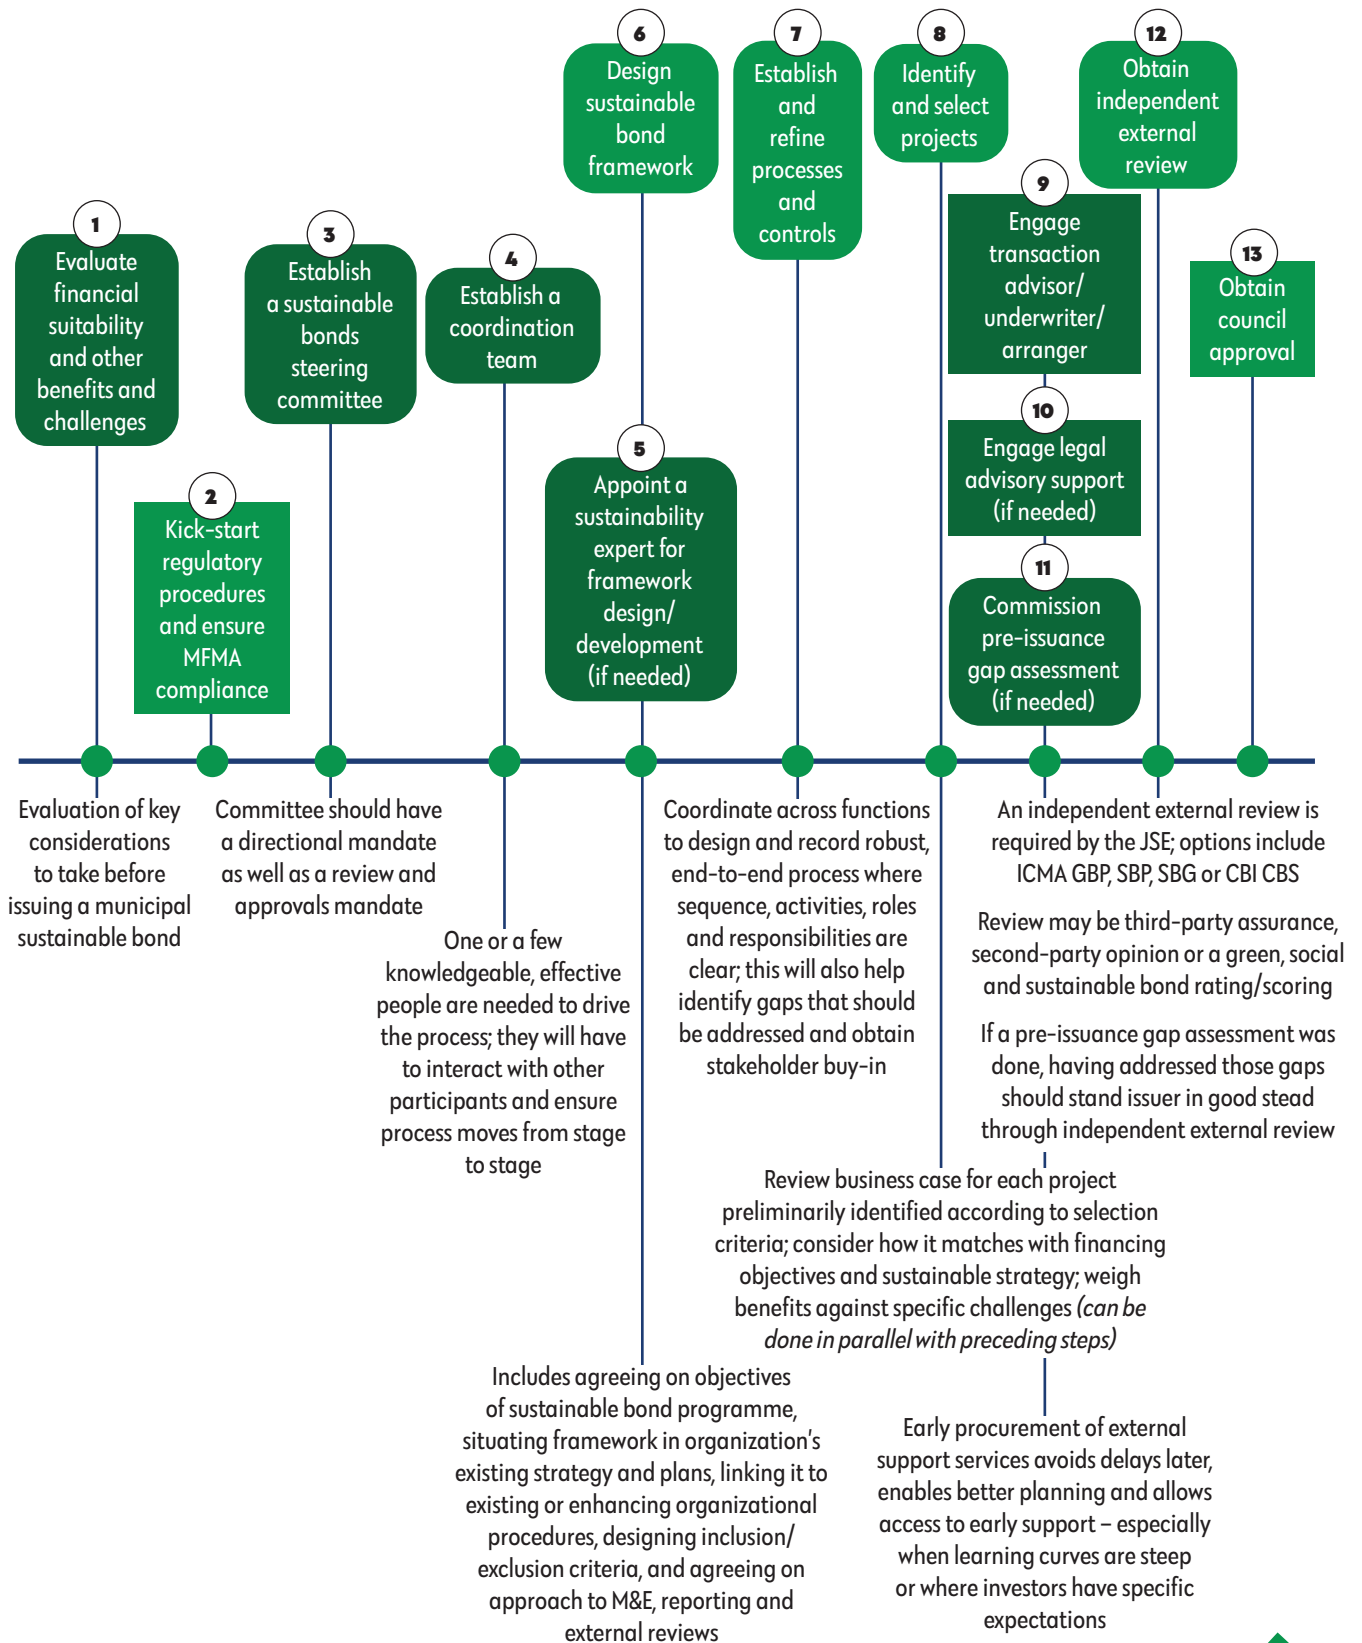 1
Evaluate
financial
suitability
and other
benefits and
challenges
2
Kick-start
regulatory
procedures
and ensure
MFMA
compliance
3
Establish
a sustainable
bonds
steering
committee
4
Establish a
coordination
team
6
Design
sustainable
bond
framework
5
Appoint a
sustainability
expert for
framework
design/
development
(if needed)
7
Establish
and
refine
processes
and
controls
8
Identify
and select
projects
9
Engage
transaction
advisor/
underwriter/
arranger
10
Engage legal
advisory support
(if needed)
11
Commission
pre-issuance
gap assessment
(if needed)
12
Obtain
independent
external
review
13
Obtain
council
approval
Evaluation of key
considerations
to take before
issuing a municipal
sustainable bond
Committee should have
a directional mandate
as well as a review and
approvals mandate
One or a few
knowledgeable, effective
people are needed to drive
the process; they will have
to interact with other
participants and ensure
process moves from stage
to stage
Includes agreeing on objectives
of sustainable bond programme,
situating framework in organization's
existing strategy and plans, linking it to
existing or enhancing organizational
procedures, designing inclusion/
exclusion criteria, and agreeing on
approach to M&E, reporting and
external reviews
Coordinate across functions
to design and record robust,
end-to-end process where
sequence, activities, roles
and responsibilities are
clear; this will also help
identify gaps that should
be addressed and obtain
stakeholder buy-in
Review business case for each project
preliminarily identified according to selection
criteria; consider how it matches with financing
objectives and sustainable strategy; weigh
benefits against specific challenges (can be
done in parallel with preceding steps)
Early procurement of external
support services avoids delays later,
enables better planning and allows
access to early support – especially
when learning curves are steep
or where investors have specific
expectations
An independent external review is
required by the JSE; options include
ICMA GBP, SBP, SBG or CBI CBS
Review may be third-party assurance,
second-party opinion or a green, social
and sustainable bond rating/scoring
If a pre-issuance gap assessment was
done, having addressed those gaps
should stand issuer in good stead
through independent external review